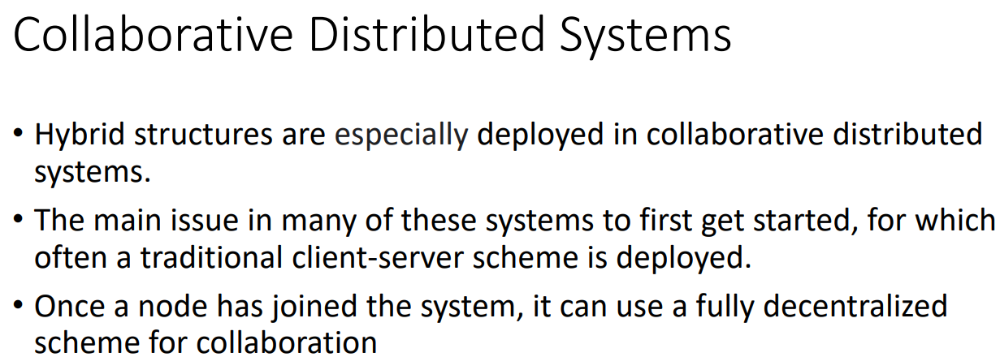 Collaborative Distributed Systems
• Hybrid structures are especially deployed in collaborative distributed
systems.
• The main issue in many of these systems to first get started, for which
often a traditional client-server scheme is deployed.
• Once a node has joined the system, it can use a fully decentralized
scheme for collaboration